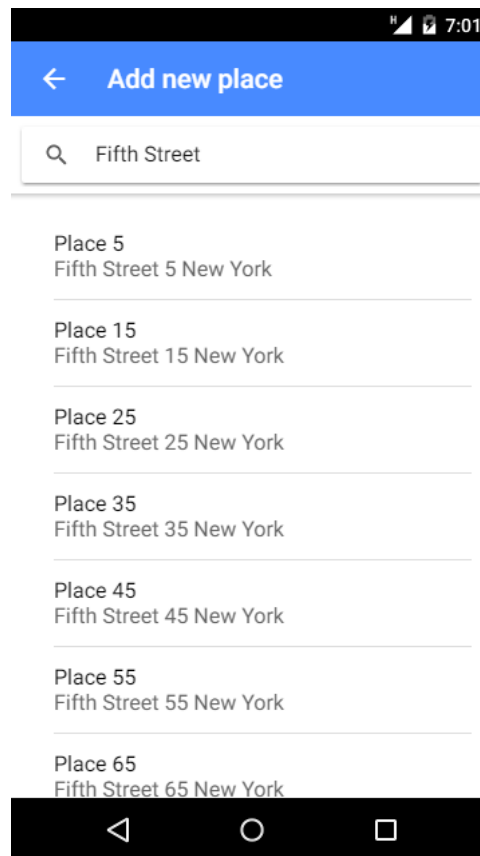 H 7:01
Add new place
Fifth Street
Place 5
Fifth Street 5 New York
Place 15
Fifth Street 15 New York
Place 25
Fifth Street 25 New York
Place 35
Fifth Street 35 New York
Place 45
Fifth Street 45 New York
Place 55
Fifth Street 55 New York
Place 65
Fifth Street 65 New York